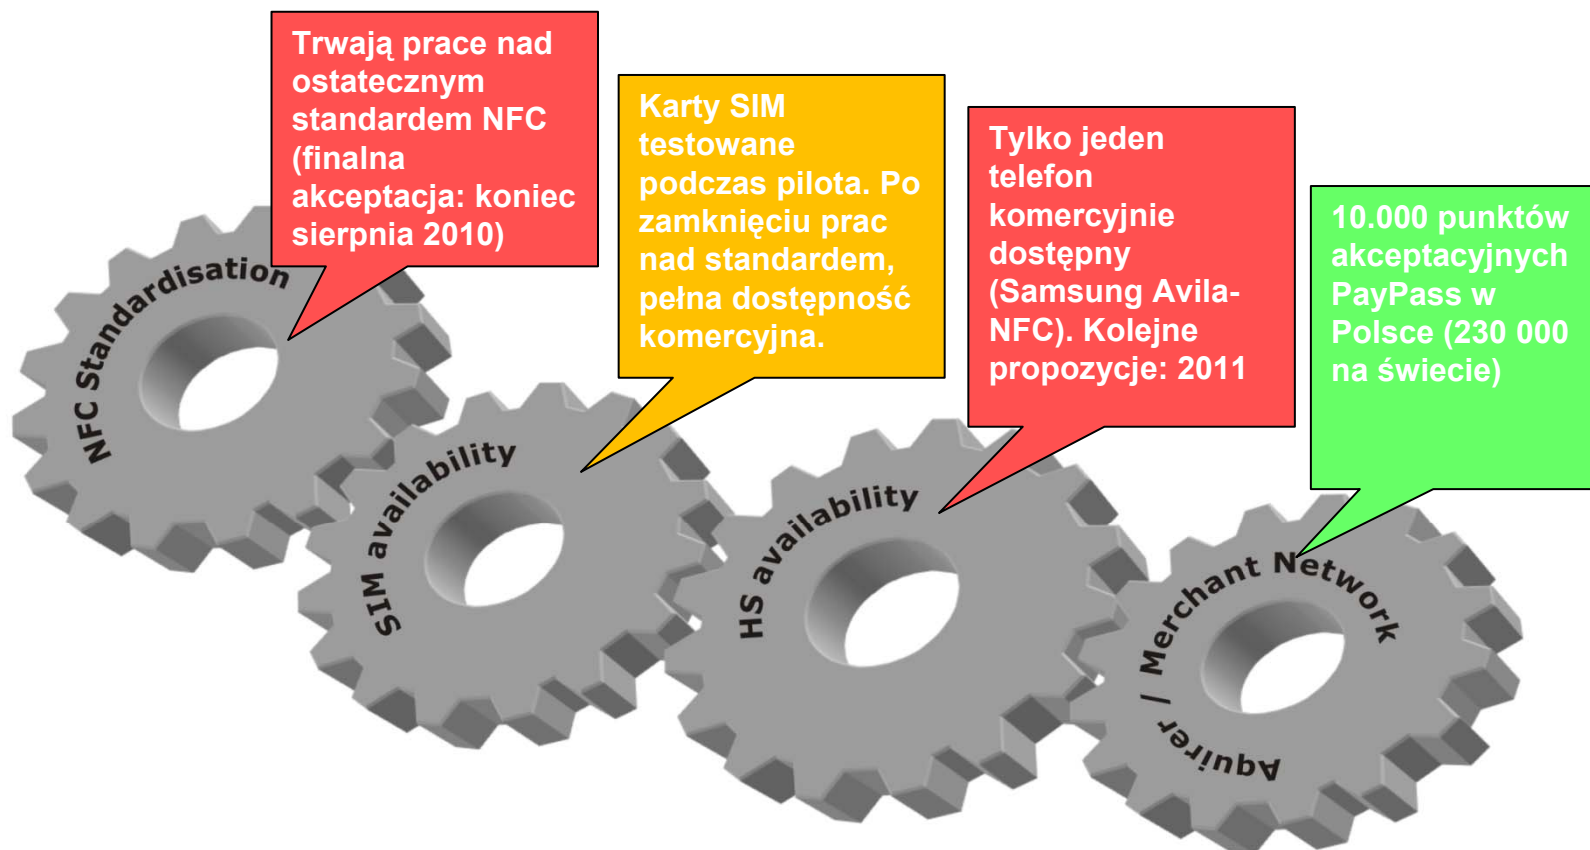 Trwają prace nad
ostatecznym
standardem NFC
(finalna
akceptacja: koniec
sierpnia 2010)
Karty SIM
testowane
podczas pilota. Po
zamknięciu prac
nad standardem,
pełna dostępność
komercyjna.
Tylko jeden
telefon
komercyjnie
dostępny
(Samsung Avila-
NFC). Kolejne
propozycje: 2011
10.000 punktów
akceptacyjnych
PayPass w
Polsce (230 000
na świecie)
NFC Standardisation
SIM availability
HS availability
Aquirer / Merchant Network